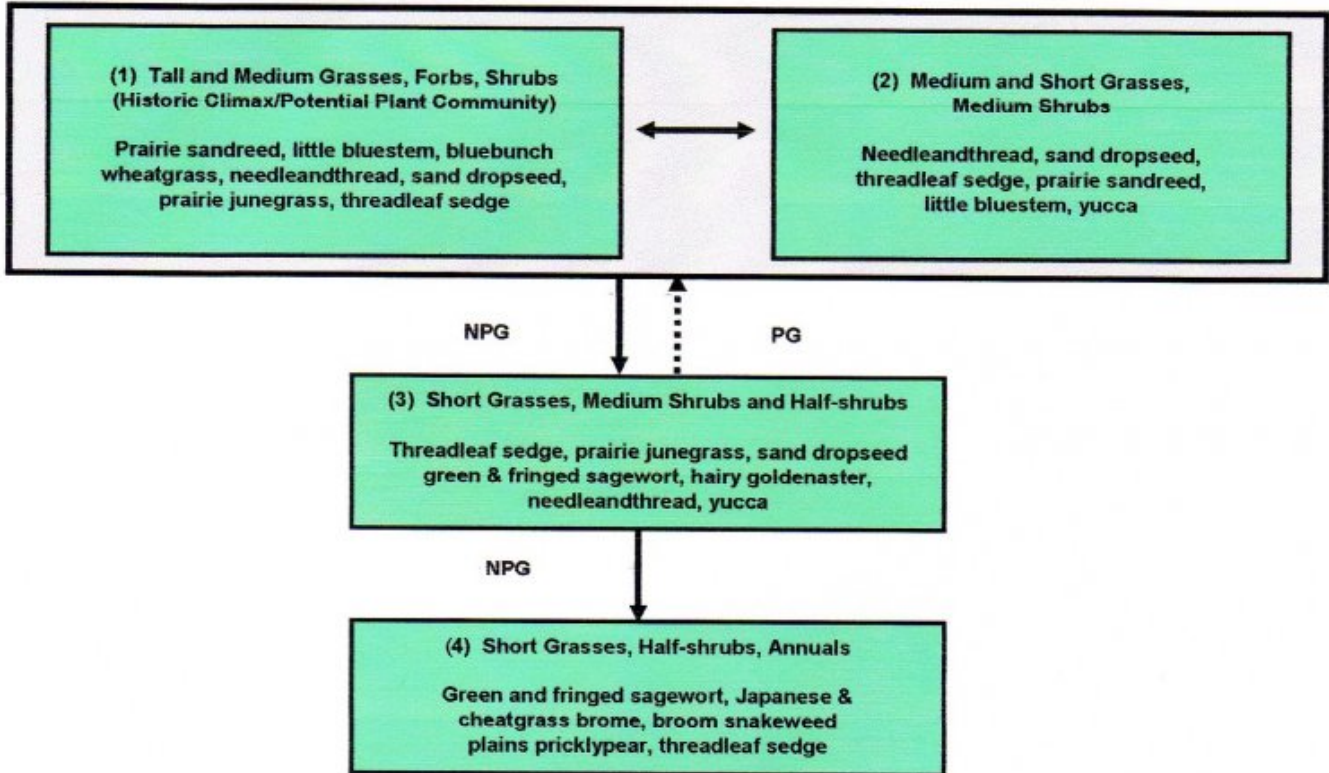 (1) Tall and Medium Grasses, Forbs, Shrubs
(Historic Climax/Potential Plant Community)
Prairie sandreed, little bluestem, bluebunch
wheatgrass, needleandthread, sand dropseed,
prairie junegrass, threadleaf sedge
(2) Medium and Short Grasses,
Medium Shrubs
Needleandthread, sand dropseed,
threadleaf sedge, prairie sandreed,
little bluestem, yucca
NPG
PG
(3) Short Grasses, Medium Shrubs and Half-shrubs
Threadleaf sedge, prairie junegrass, sand dropseed
green & fringed sagewort, hairy goldenaster,
needleandthread, yucca
NPG
(4) Short Grasses, Half-shrubs, Annuals
Green and fringed sagewort, Japanese &
cheatgrass brome, broom snakeweed
plains pricklypear, threadleaf sedge